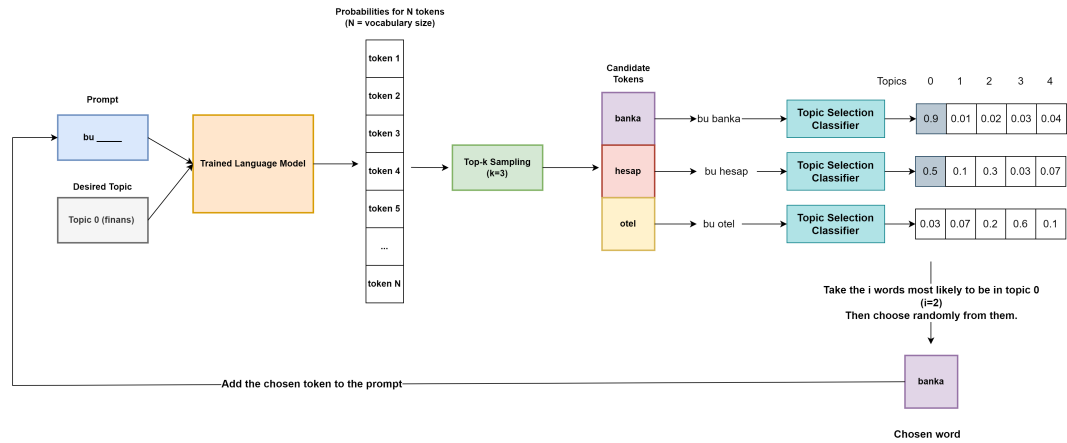 Probabilities for N tokens
(N = vocabulary size)
Prompt
bu _____
Desired Topic
Topic 0 (finans)
Trained Language Model
token 1
token 2
token 3
token 4
token 5
...
token N
Top-k Sampling
(k=3)
Candidate
Tokens
banka
hesap
otel
bu banka
bu hesap
bu otel
Topic Selection
Classifier
Topic Selection
Classifier
Topic Selection
Classifier
Topics 0 1 2 3 4
0.9 0.01 0.02 0.03 0.04
0.5 0.1 0.3 0.03 0.07
0.03 0.07 0.2 0.6 0.1
Take the i words most likely to be in topic 0
(i=2)
Then choose randomly from them.
banka
Chosen word
Add the chosen token to the prompt